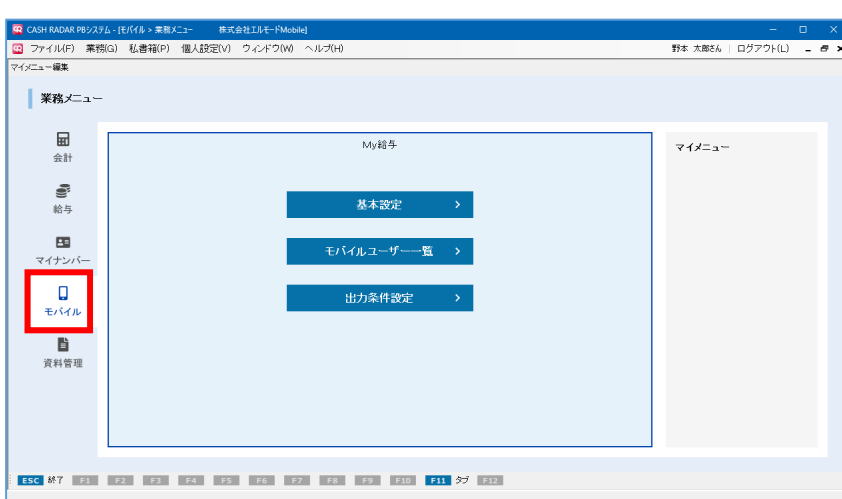 CASH RADAR PBシステム - [モバイル > 業務メニュー 株式会社エルモードMobile]
ファイル(F) 業務(G) 私書箱(P) 個人設定(V) ウィンドウ(W) ヘルプ(H) 野本 太郎さん ログアウト(L)
マイメニュー編集
業務メニュー
会計
給与
マイナンバー
モバイル
資料管理
My給与
基本設定
モバイルユーザー一覧
出力条件設定
マイメニュー
ESC 終了 F1 F2 F3 F4 F5 F6 F7 F8 F9 F10 F11 タブ F12